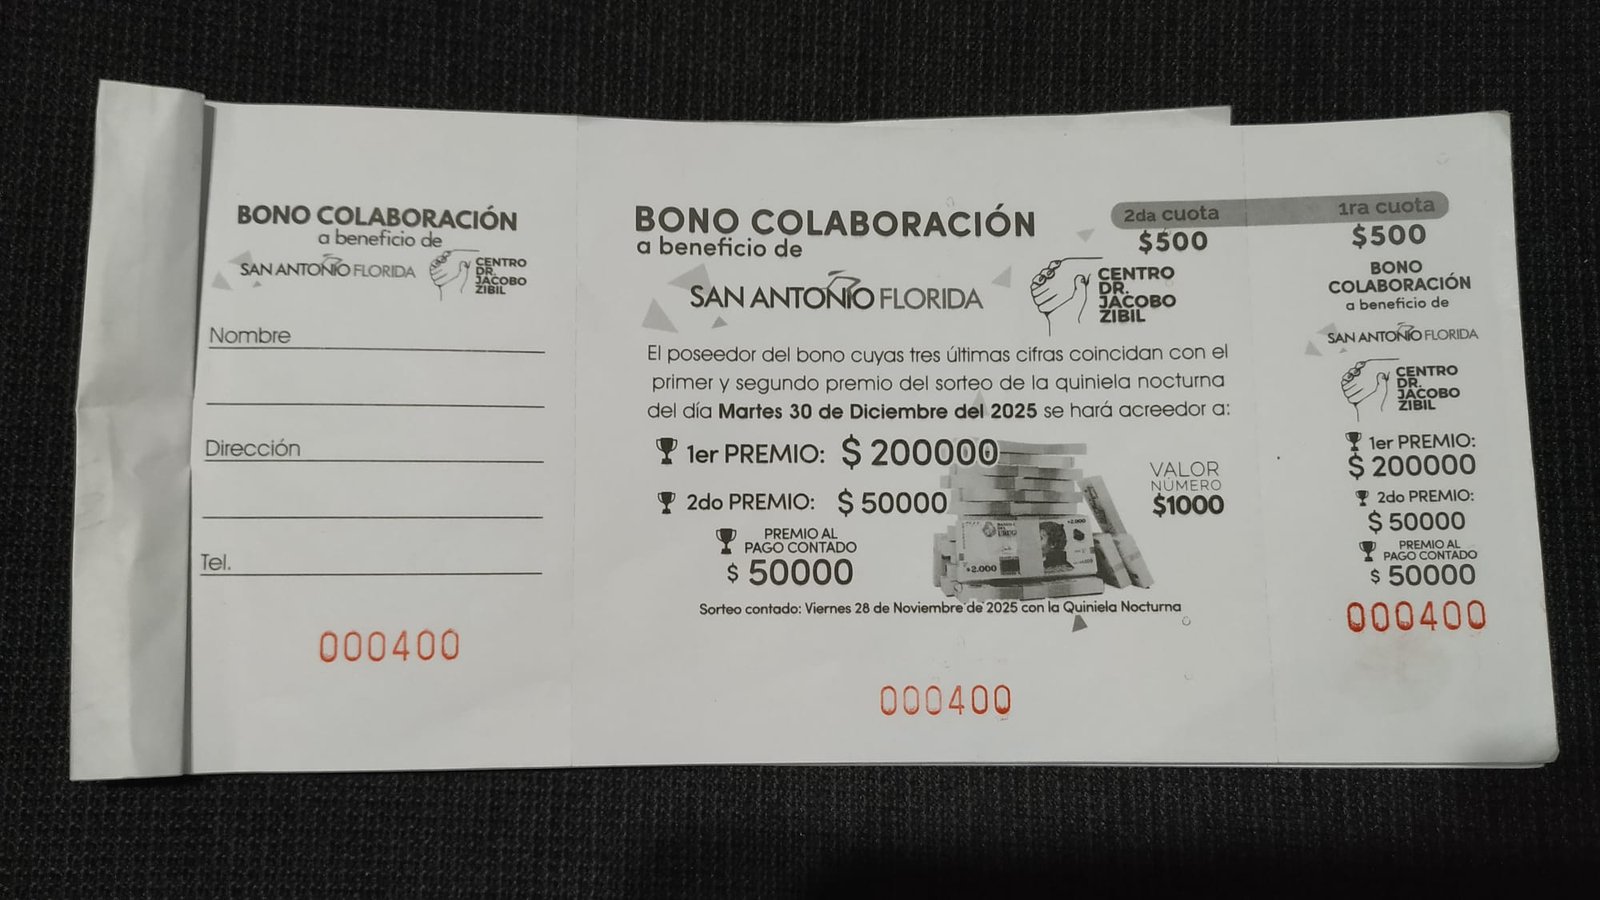 BONO COLABORACIÓN
a beneficio de
SAN ANTONIO FLORIDA
CENTRO
DR.
JACOBO
ZIBIL
Nombre
Dirección
Tel.
000400
BONO COLABORACIÓN
a beneficio de
2da cuota
$500
SAN ANTONIO FLORIDA
CENTRO
DR.
JACOBO
ZIBIL
El poseedor del bono cuyas tres últimas cifras coincidan con el
primer y segundo premio del sorteo de la quiniela nocturna
del día Martes 30 de Diciembre del 2025 se hará acreedor a:
1er PREMIO: $ 200000
2do PREMIO: $ 50000
PREMIO AL
PAGO CONTADO
$ 50000
VALOR
NÚMERO
$1000
Sorteo contado: Viernes 28 de Noviembre de 2025 con la Quiniela Nocturna
000400
1ra cuota
$500
BONO
COLABORACIÓN
a beneficio de
SAN ANTONIO FLORIDA
CENTRO
DR.
JACOBO
ZIBIL
1er PREMIO:
$ 200000
2do PREMIO:
$ 50000
PREMIO AL
PAGO CONTADO
$ 50000
000400